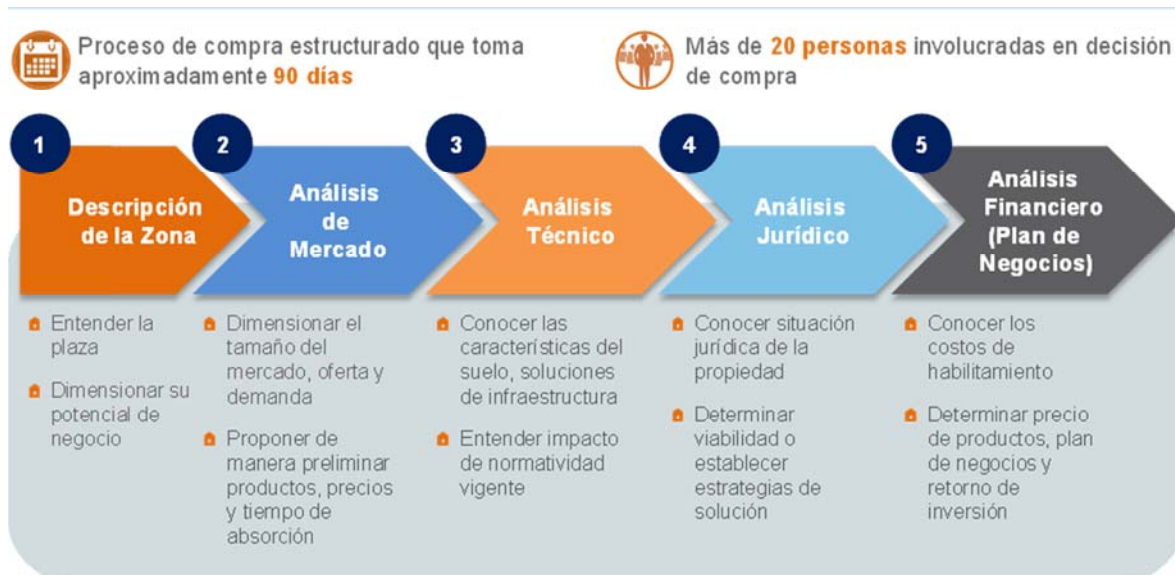 Proceso de compra estructurado que toma
aproximadamente 90 días
Más de 20 personas involucradas en decisión
de compra
1
Descripción
de la Zona
Entender la
plaza
Dimensionar su
potencial de
negocio
2
Análisis
de
Mercado
Dimensionar el
tamaño del
mercado, oferta y
demanda
Proponer de
manera preliminar
productos, precios
y tiempo de
absorción
3
Análisis
Técnico
Conocer las
características del
suelo, soluciones
de infraestructura
Entender impacto
de normatividad
vigente
4
Análisis
Jurídico
Conocer situación
jurídica de la
propiedad
Determinar
viabilidad o
establecer
estrategias de
solución
5
Análisis
Financiero
(Plan de
Negocios)
Conocer los
costos de
habilitamiento
Determinar precio
de productos, plan
de negocios y
retorno de
inversión